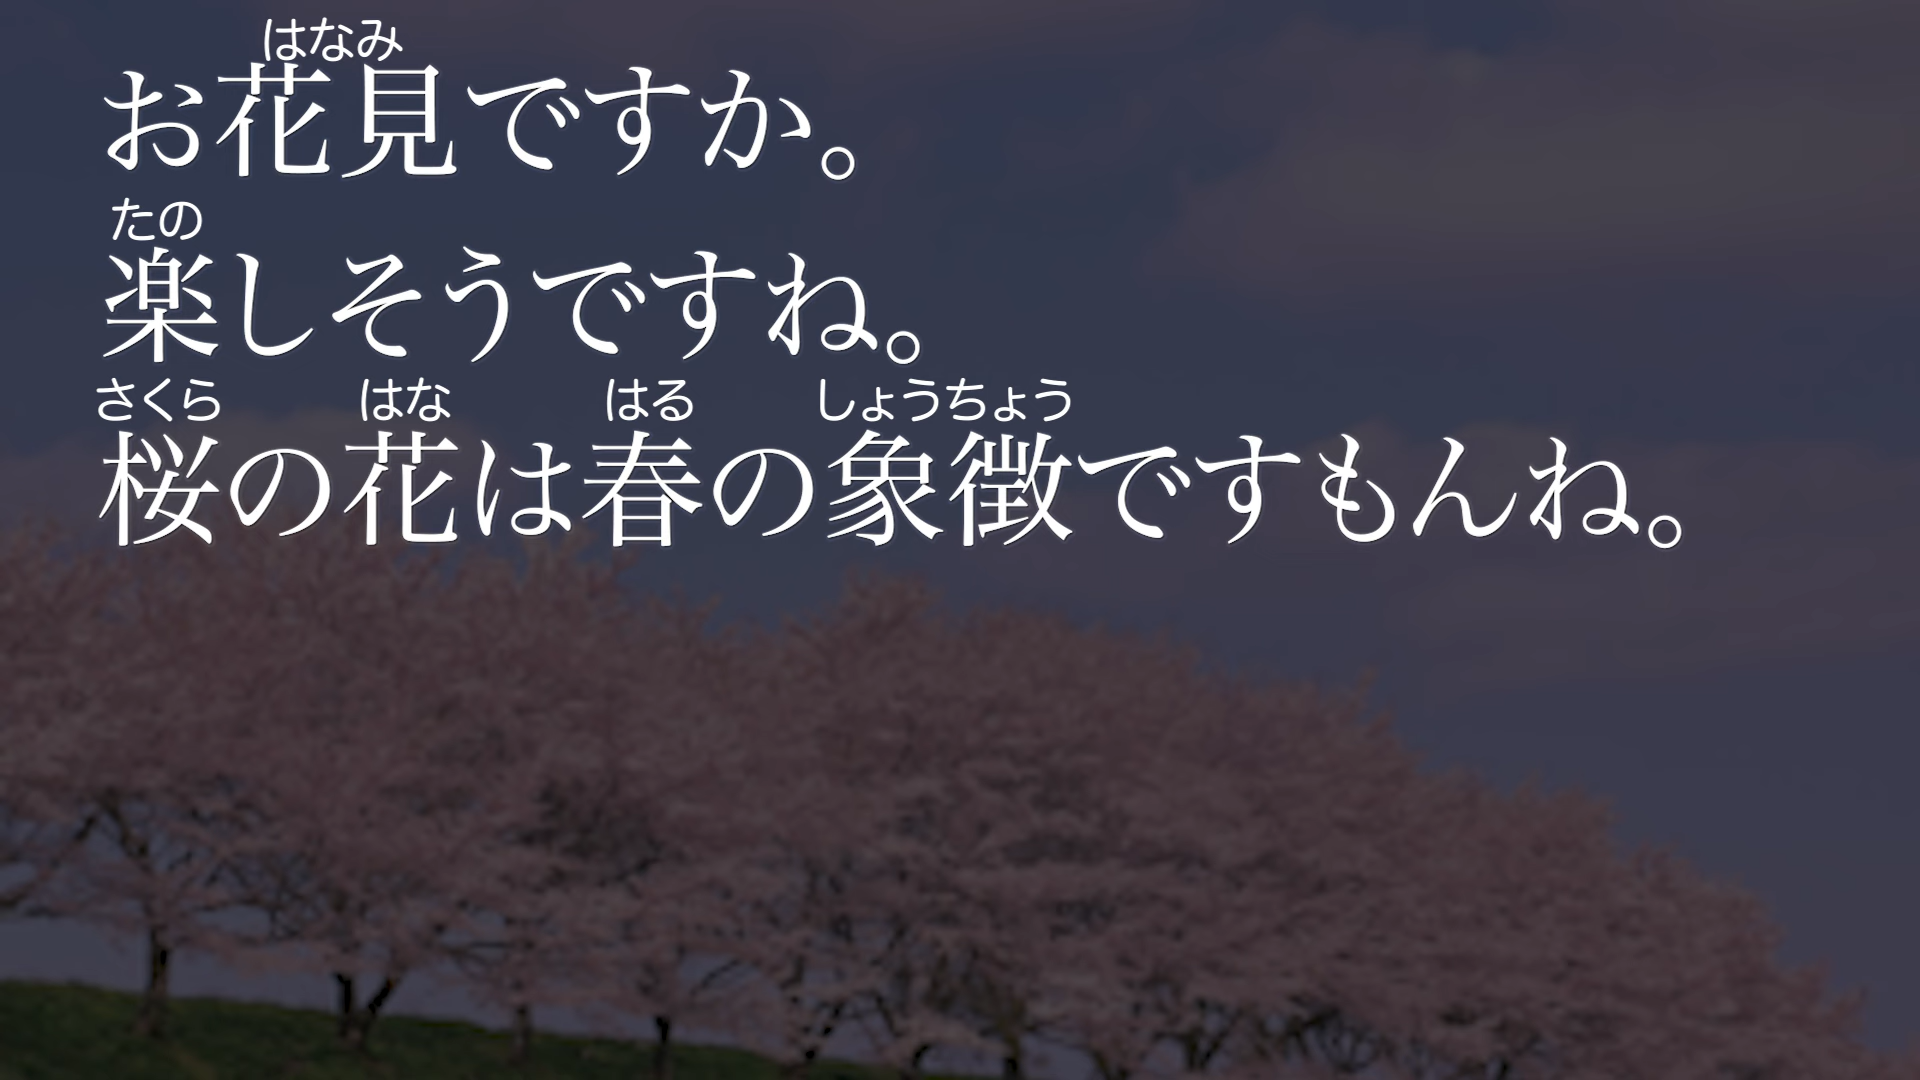 はなみ
お花見ですか。
たの
楽しそうですね。
さくら はな はる しょうちょう
桜の花は春の象徴ですもんね。